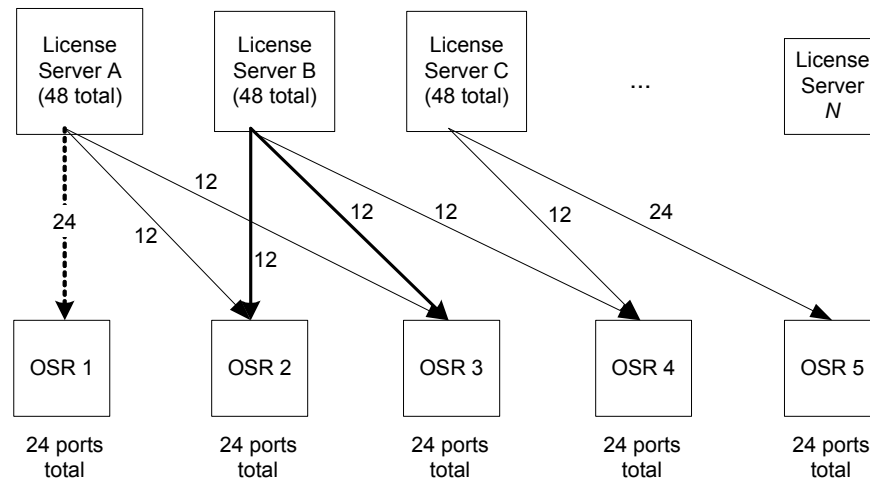 License
Server A
(48 total)
License
Server B
(48 total)
License
Server C
(48 total)
...
License
Server
N
24
12
12
12
12
12
12
24
OSR 1
OSR 2
OSR 3
OSR 4
OSR 5
24 ports
total
24 ports
total
24 ports
total
24 ports
total
24 ports
total